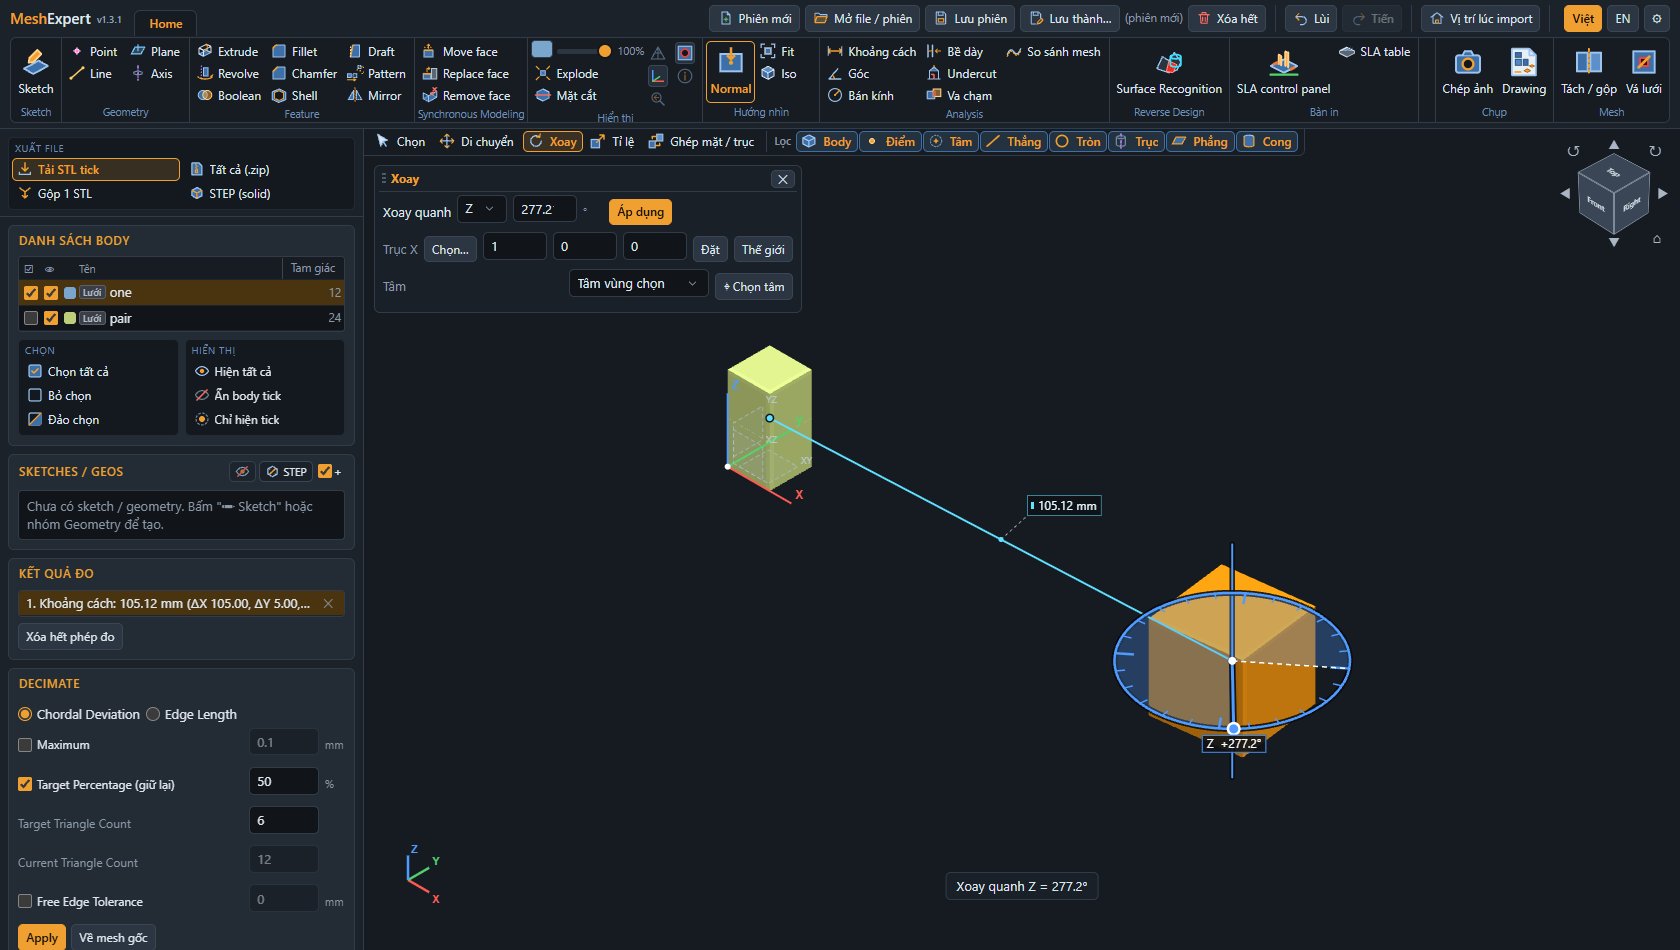 MeshExpert v1.3.1
Home
Phiên mới
Mở file / phiên
Lưu phiên
Lưu thành...
(phiên mới)
Xóa hết
Lùi
Tiến
Vị trí lúc import
Việt
EN
Sketch
Sketch
Point
Line
Plane
Axis
Geometry
Extrude
Revolve
Boolean
Fillet
Chamfer
Shell
Draft
Pattern
Mirror
Feature
Move face
Replace face
Remove face
Synchronous Modeling
100%
Explode
Mặt cắt
Hiển thị
Normal
Fit
Iso
Hướng nhìn
Khoảng cách
Góc
Bán kính
Bề dày
Undercut
Va chạm
So sánh mesh
Analysis
Surface Recognition
Reverse Design
SLA control panel
SLA table
Bản in
Chép ảnh
Drawing
Chụp
Tách / gộp
Vá lưới
Mesh
Chọn
Di chuyển
Xoay
Tỉ lệ
Ghép mặt / trục
Lọc
Body
Điểm
Tâm
Thẳng
Tròn
Trục
Phẳng
Cong
XUẤT FILE
Tải STL tick
Tất cả (.zip)
Gộp 1 STL
STEP (solid)
DANH SÁCH BODY
Tên
Tam giác
Lưới one 12
Lưới pair 24
CHỌN
Chọn tất cả
Bỏ chọn
Đảo chọn
HIỂN THỊ
Hiện tất cả
Ẩn body tick
Chỉ hiện tick
SKETCHES / GEOS
STEP
+
Chưa có sketch / geometry. Bấm "✏ Sketch" hoặc
nhóm Geometry để tạo.
KẾT QUẢ ĐO
1. Khoảng cách: 105.12 mm (ΔX 105.00, ΔY 5.00,...
Xóa hết phép đo
DECIMATE
Chordal Deviation
Edge Length
Maximum 0.1 mm
Target Percentage (giữ lại) 50 %
Target Triangle Count 6
Current Triangle Count 12
Free Edge Tolerance 0 mm
Apply
Về mesh gốc
Xoay
Xoay quanh Z 277.2 ° Áp dụng
Trục X Chọn... 1 0 0 Đặt Thế giới
Tâm Tâm vùng chọn ⌖ Chọn tâm
Top
Front
Right
Z
YZ
Y
XZ
XY
X
105.12 mm
Z +277.2°
Z
Y
X
Xoay quanh Z = 277.2°